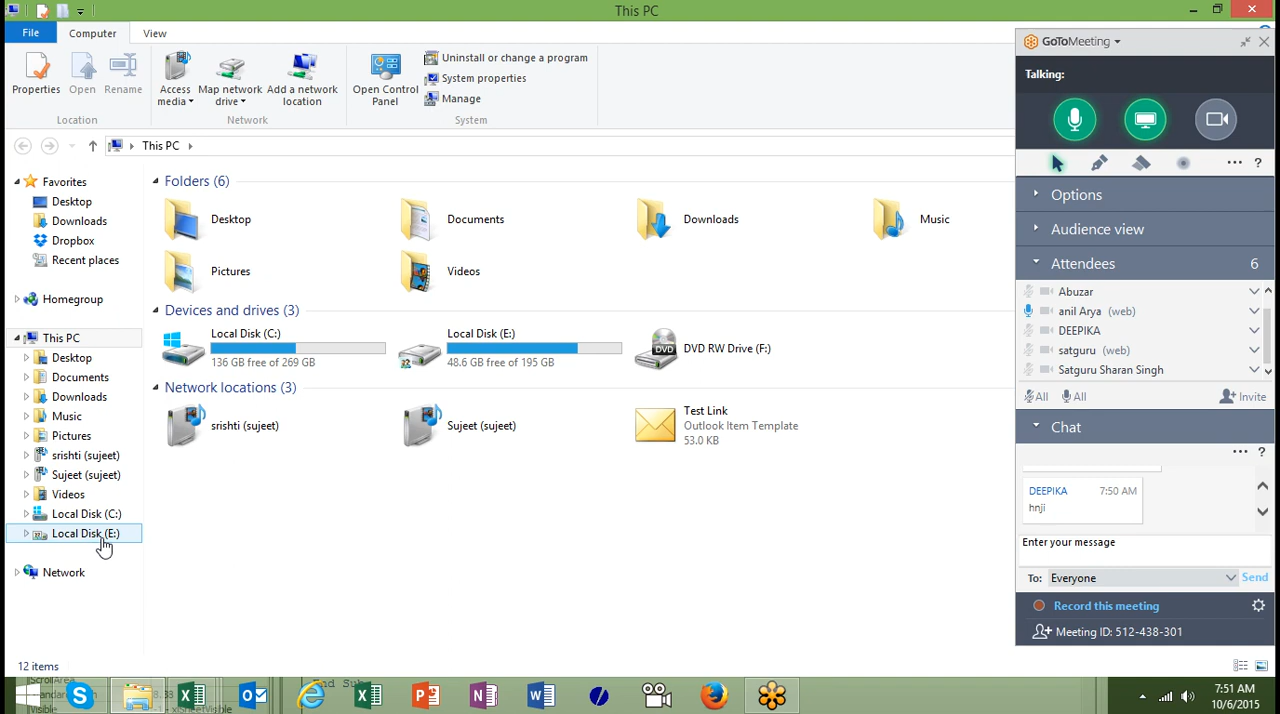 This PC
File
Computer
View
Properties
Open
Rename
Access media
Map network drive
Add a network location
Open Control Panel
Uninstall or change a program
System properties
Manage
Location
Network
System
This PC
Favorites
Desktop
Downloads
Dropbox
Recent places
Homegroup
This PC
Desktop
Documents
Downloads
Music
Pictures
srishti (sujeet)
Sujeet (sujeet)
Videos
Local Disk (C:)
Local Disk (E:)
Network
Folders (6)
Desktop
Documents
Downloads
Music
Pictures
Videos
Devices and drives (3)
Local Disk (C:)
136 GB free of 269 GB
Local Disk (E:)
48.6 GB free of 195 GB
DVD
DVD RW Drive (F:)
Network locations (3)
srishti (sujeet)
Sujeet (sujeet)
Test Link
Outlook Item Template
53.0 KB
12 items
GoToMeeting
Talking:
?
Options
Audience view
Attendees 6
Abuzar
anil Arya (web)
DEEPIKA
satguru (web)
Satguru Sharan Singh
All
All
Invite
Chat
?
DEEPIKA 7:50 AM
hnji
Enter your message
To: Everyone Send
Record this meeting
Meeting ID: 512-438-301
ScrollArea
End Sub
7:51 AM
10/6/2015